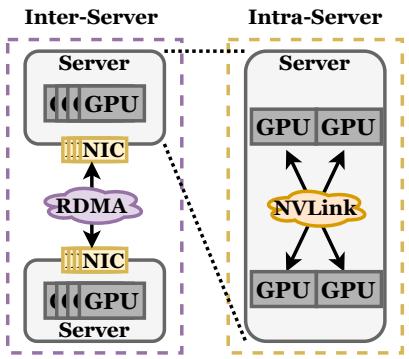 Inter-Server
Server
GPU
NIC
RDMA
NIC
GPU
Server
Intra-Server
Server
GPU GPU
NVLink
GPU GPU